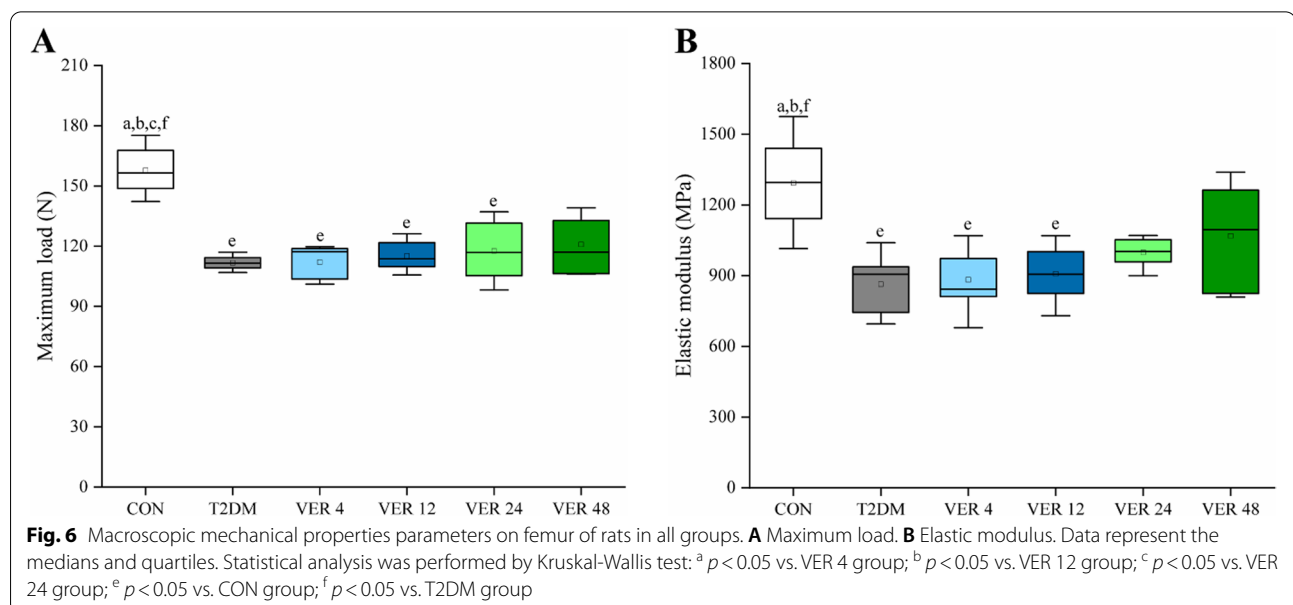 A
B
210
180
150
120
90
60
30
0
Maximum load (N)
a,b,c,f
e
e
e
e
CON
T2DM
VER 4
VER 12
VER 24
VER 48
1800
1500
1200
900
600
300
0
Elastic modulus (MPa)
a,b,f
e
e
e
CON
T2DM
VER 4
VER 12
VER 24
VER 48
Fig. 6 Macroscopic mechanical properties parameters on femur of rats in all groups. A Maximum load. B Elastic modulus. Data represent the
medians and quartiles. Statistical analysis was performed by Kruskal-Wallis test: a p < 0.05 vs. VER 4 group; b p < 0.05 vs. VER 12 group; c p < 0.05 vs. VER
24 group; e p < 0.05 vs. CON group; f p < 0.05 vs. T2DM group